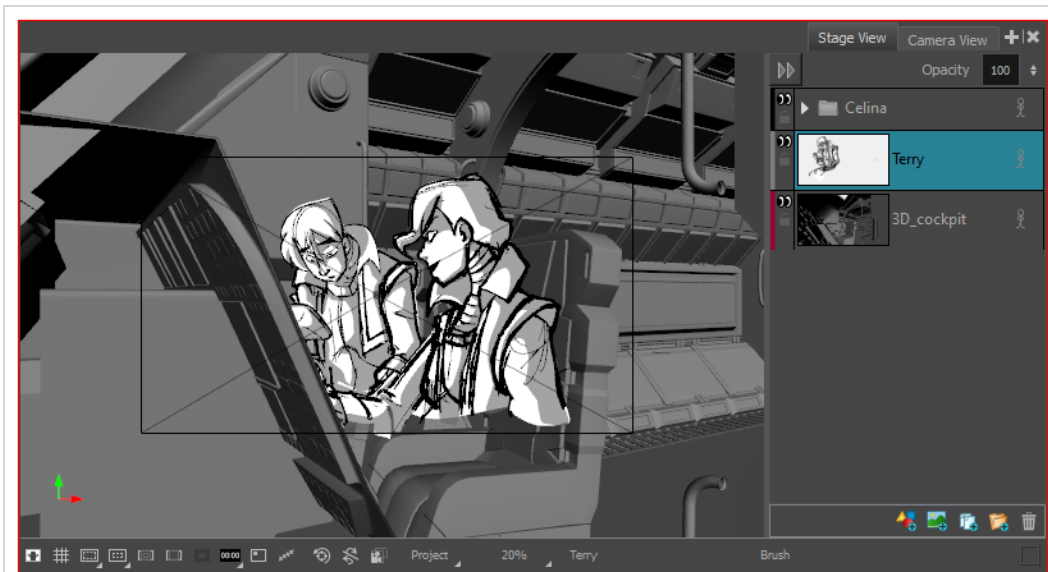 Stage View Camera View
Opacity 100
Celina
Terry
3D_cockpit
00:00 Project 20% Terry Brush